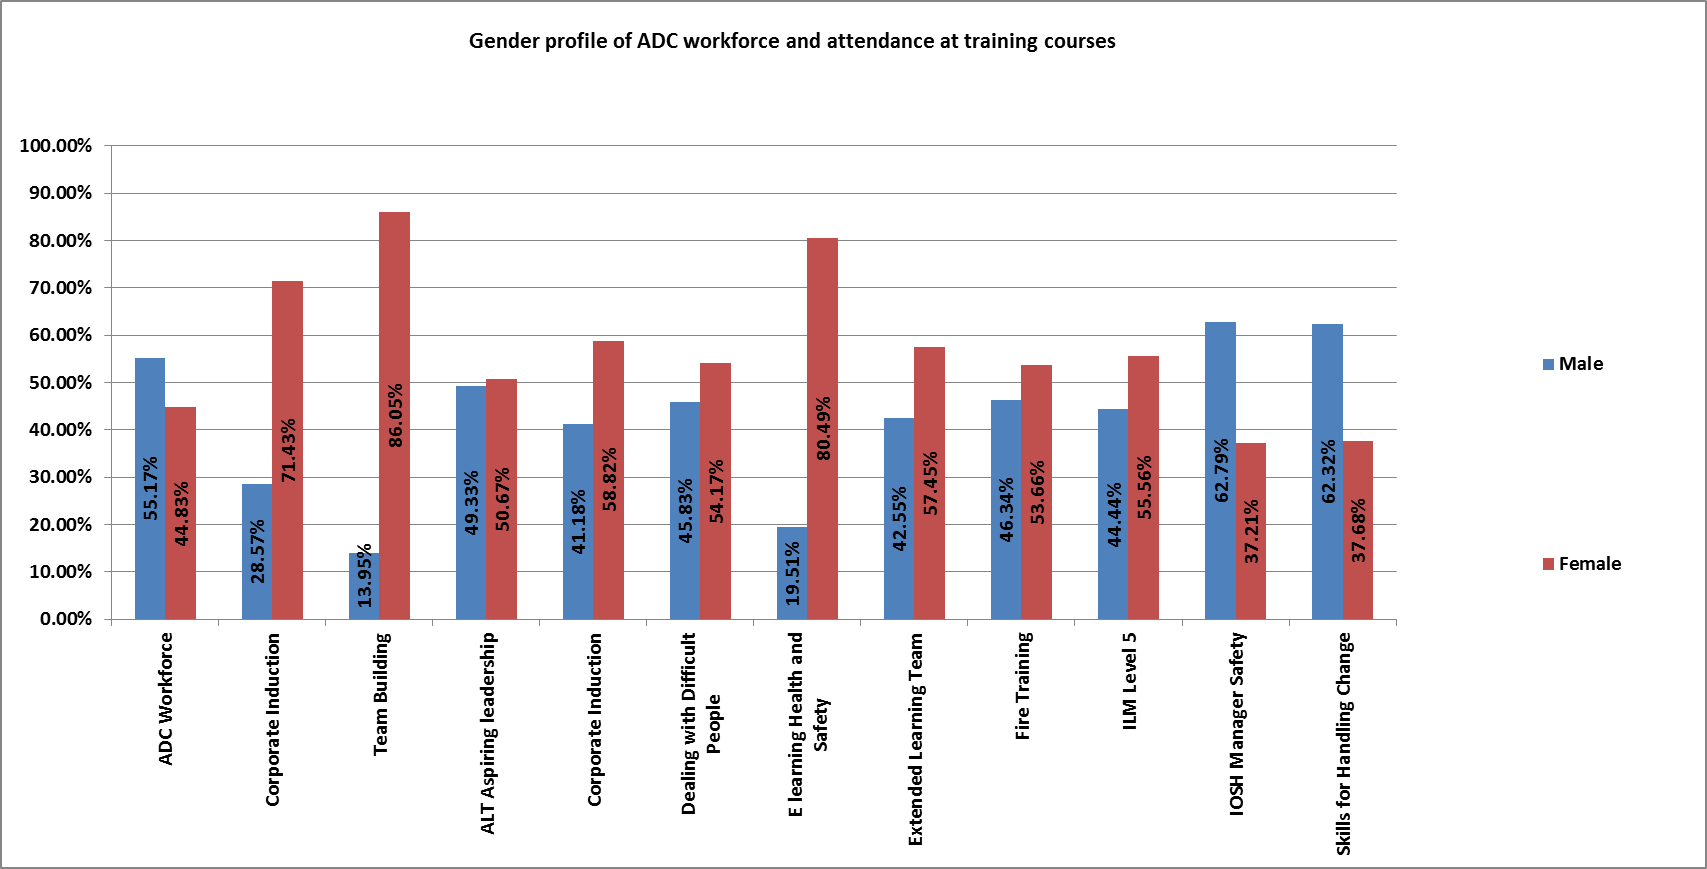 Gender profile of ADC workforce and attendance at training courses
100.00%
90.00%
80.00%
70.00%
60.00%
50.00%
40.00%
30.00%
20.00%
10.00%
0.00%
55.17%
44.83%
28.57%
71.43%
13.95%
86.05%
49.33%
50.67%
41.18%
58.82%
45.83%
54.17%
19.51%
80.49%
42.55%
57.45%
46.34%
53.66%
44.44%
55.56%
62.79%
37.21%
62.32%
37.68%
ADC Workforce
Corporate Induction
Team Building
ALT Aspiring leadership
Corporate Induction
Dealing with Difficult
People
E learning Health and
Safety
Extended Learning Team
Fire Training
ILM Level 5
IOSH Manager Safety
Skills for Handling Change
Male
Female